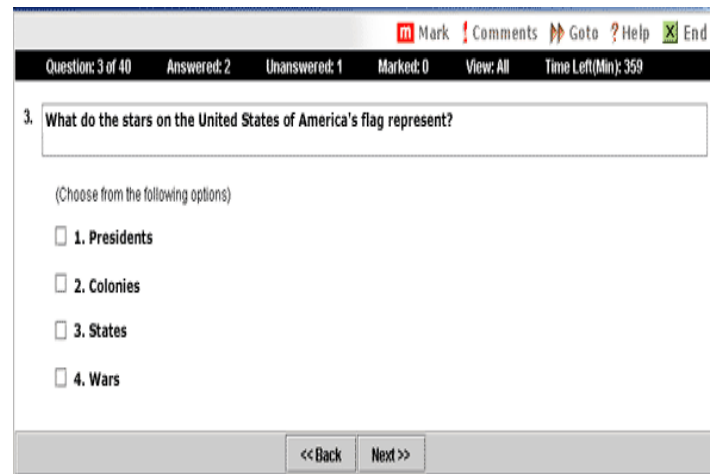 m Mark ! Comments Goto ? Help X End
Question: 3 of 40 Answered: 2 Unanswered: 1 Marked: 0 View: All Time Left(Min): 359
3. What do the stars on the United States of America's flag represent?
(Choose from the following options)
1. Presidents
2. Colonies
3. States
4. Wars
<< Back Next >>